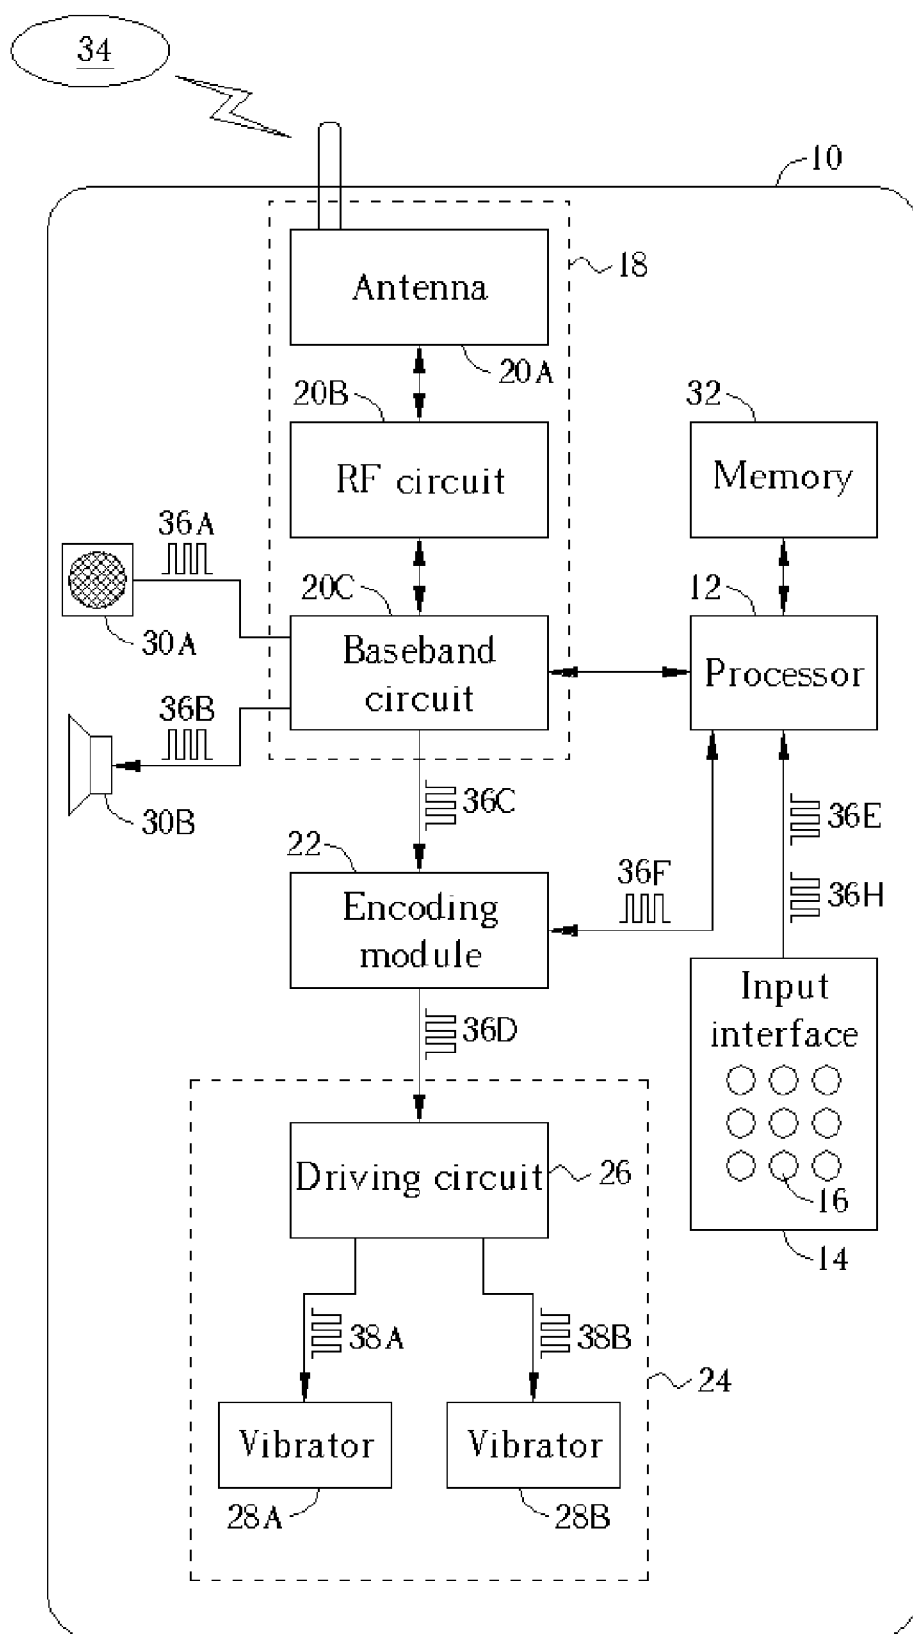 34
10
18
Antenna
20A
20B
32
RF circuit
Memory
36A
20C
12
30A
Baseband
circuit
Processor
36B
30B
36C
36E
22
36F
36H
Encoding
module
Input
interface
36D
Driving circuit
26
16
14
38A
38B
24
Vibrator
Vibrator
28A
28B